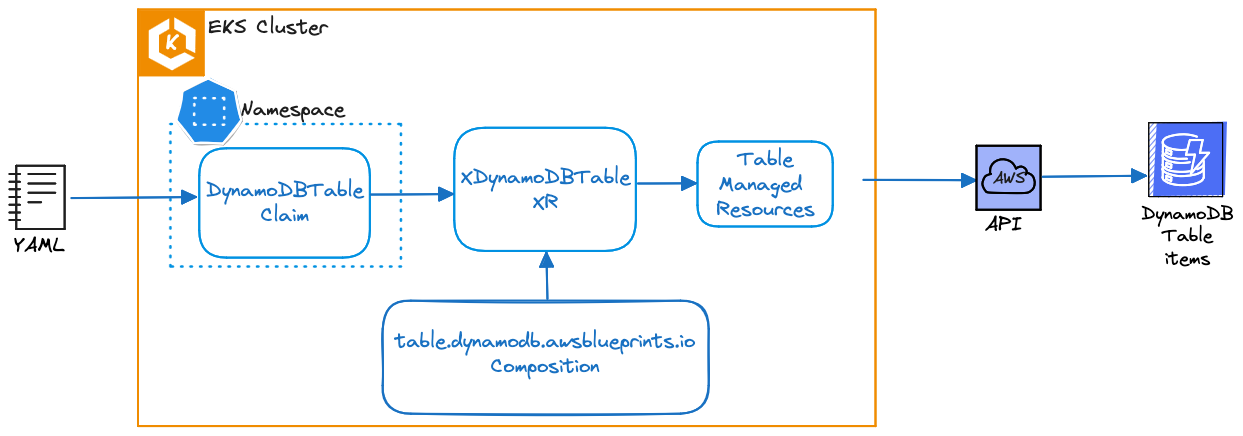 EKS Cluster
Namespace
YAML
DynamoDBTable
Claim
XDynamoDBTable
XR
Table
Managed
Resources
table.dynamodb.awsblueprints.io
Composition
AWS
API
DynamoDB
Table
items
K